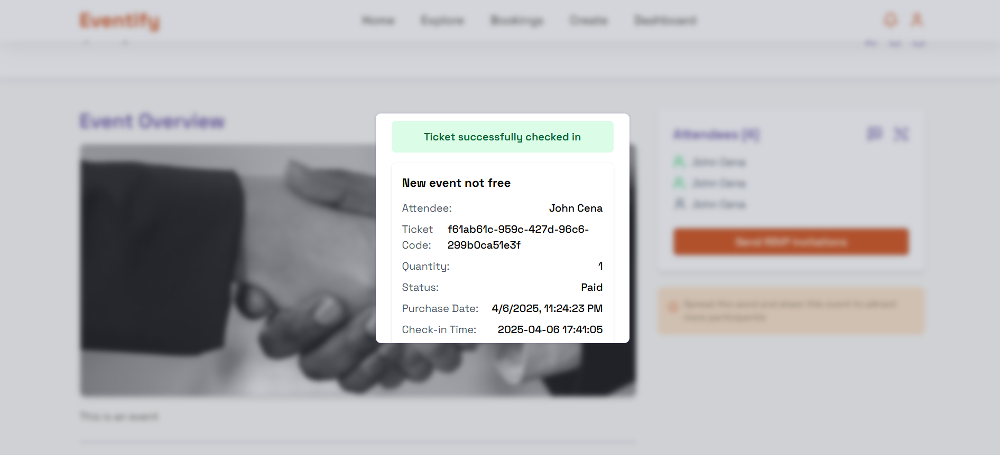 Eventify
Home
Explore
Bookings
Create
Dashboard
Event Overview
Ticket successfully checked in
New event not free
Attendee: John Cena
Ticket f61ab61c-959c-427d-96c6-
Code: 299b0ca51e3f
Quantity: 1
Status: Paid
Purchase Date: 4/6/2025, 11:24:23 PM
Check-in Time: 2025-04-06 17:41:05
Attendees (4)
John Cena
John Cena
John Cena
Send RSVP Invitations
Spread the word and share this event to attract
more participants!
This is an event